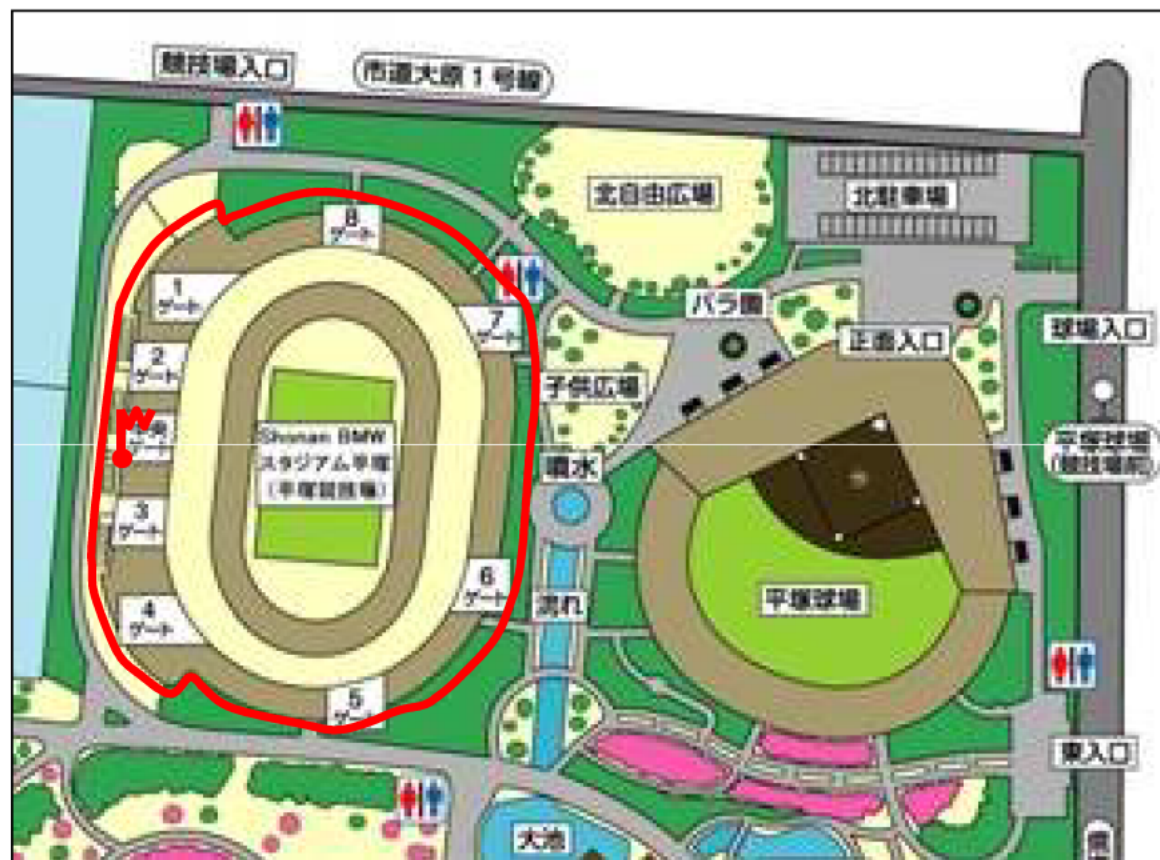 競技場入口
市道大原1号線
北自由広場
北駐車場
8
ゲート
1
ゲート
バラ園
7
ゲート
正面入口
球場入口
2
ゲート
子供広場
ゲート
Shonan BMW
スタジアム平塚
(平塚競技場)
噴水
平塚球場
(競技場前)
3
ゲート
6
ゲート
流れ
平塚球場
4
ゲート
5
ゲート
東入口
大池